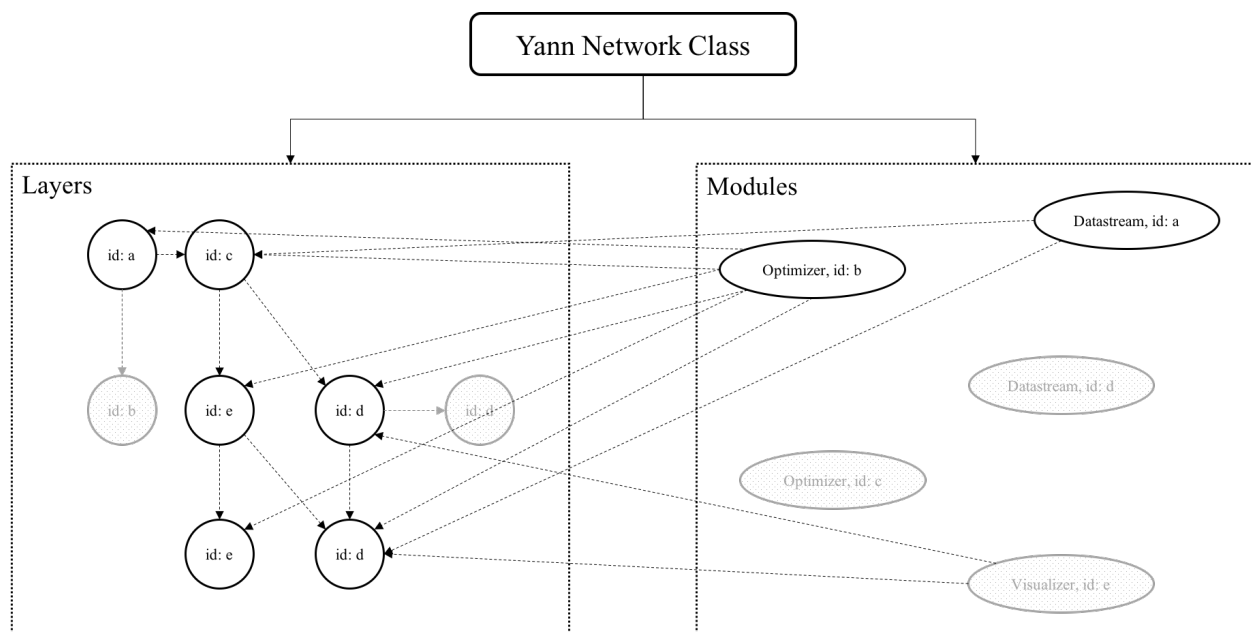 Yann Network Class
Layers
Modules
Datastream, id: a
id: a
id: c
Optimizer, id: b
Datastream, id: d
id: b
id: e
id: d
id: d
Optimizer, id: c
id: e
id: d
Visualizer, id: e